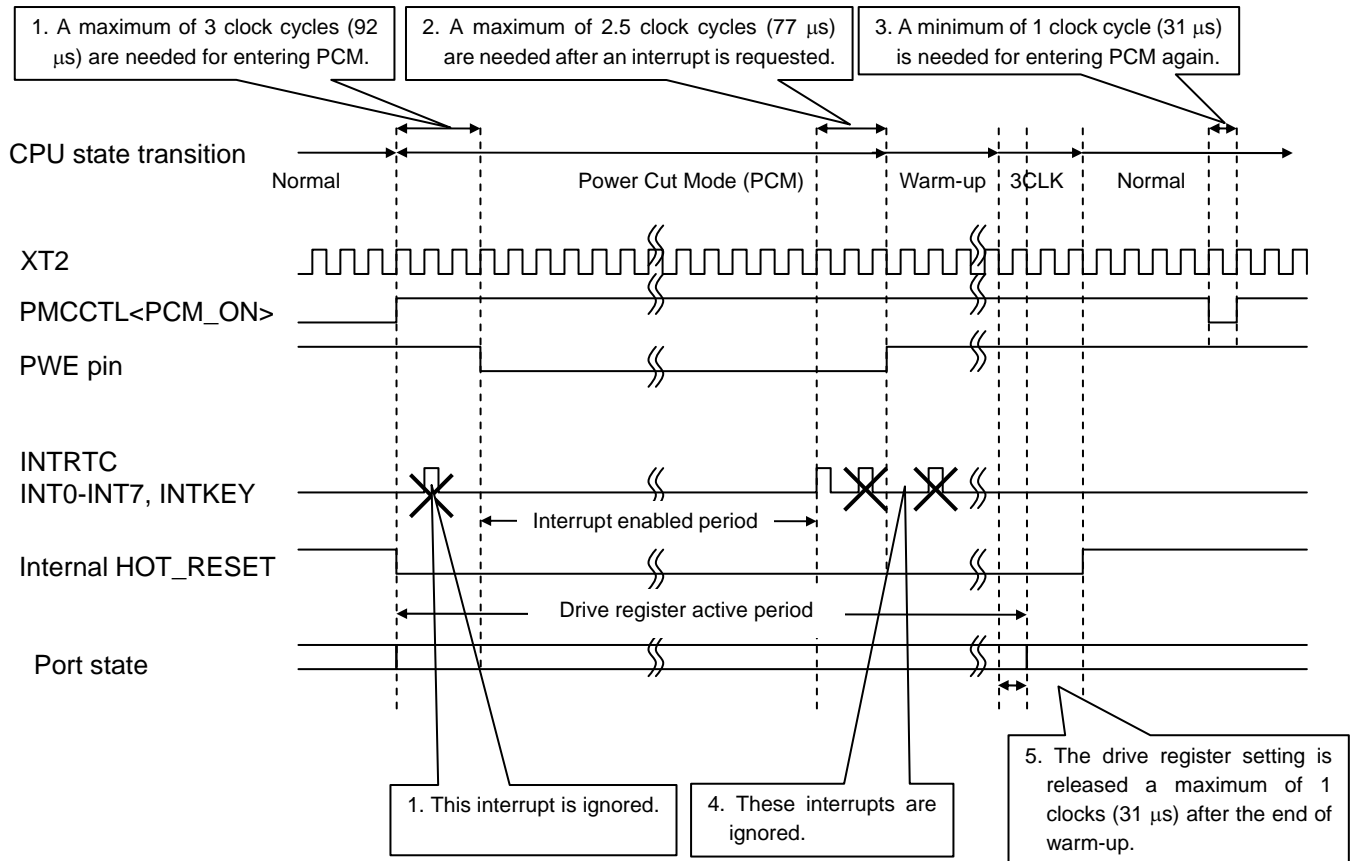 1. A maximum of 3 clock cycles (92
μs) are needed for entering PCM.
2. A maximum of 2.5 clock cycles (77 μs)
are needed after an interrupt is requested.
3. A minimum of 1 clock cycle (31 μs)
is needed for entering PCM again.
CPU state transition
Normal
Power Cut Mode (PCM)
Warm-up
3CLK
Normal
XT2
PMCCTL<PCM_ON>
PWE pin
INTRTC
INT0-INT7, INTKEY
Interrupt enabled period
Internal HOT_RESET
Drive register active period
Port state
1. This interrupt is ignored.
4. These interrupts are
ignored.
5. The drive register setting is
released a maximum of 1
clocks (31 μs) after the end of
warm-up.